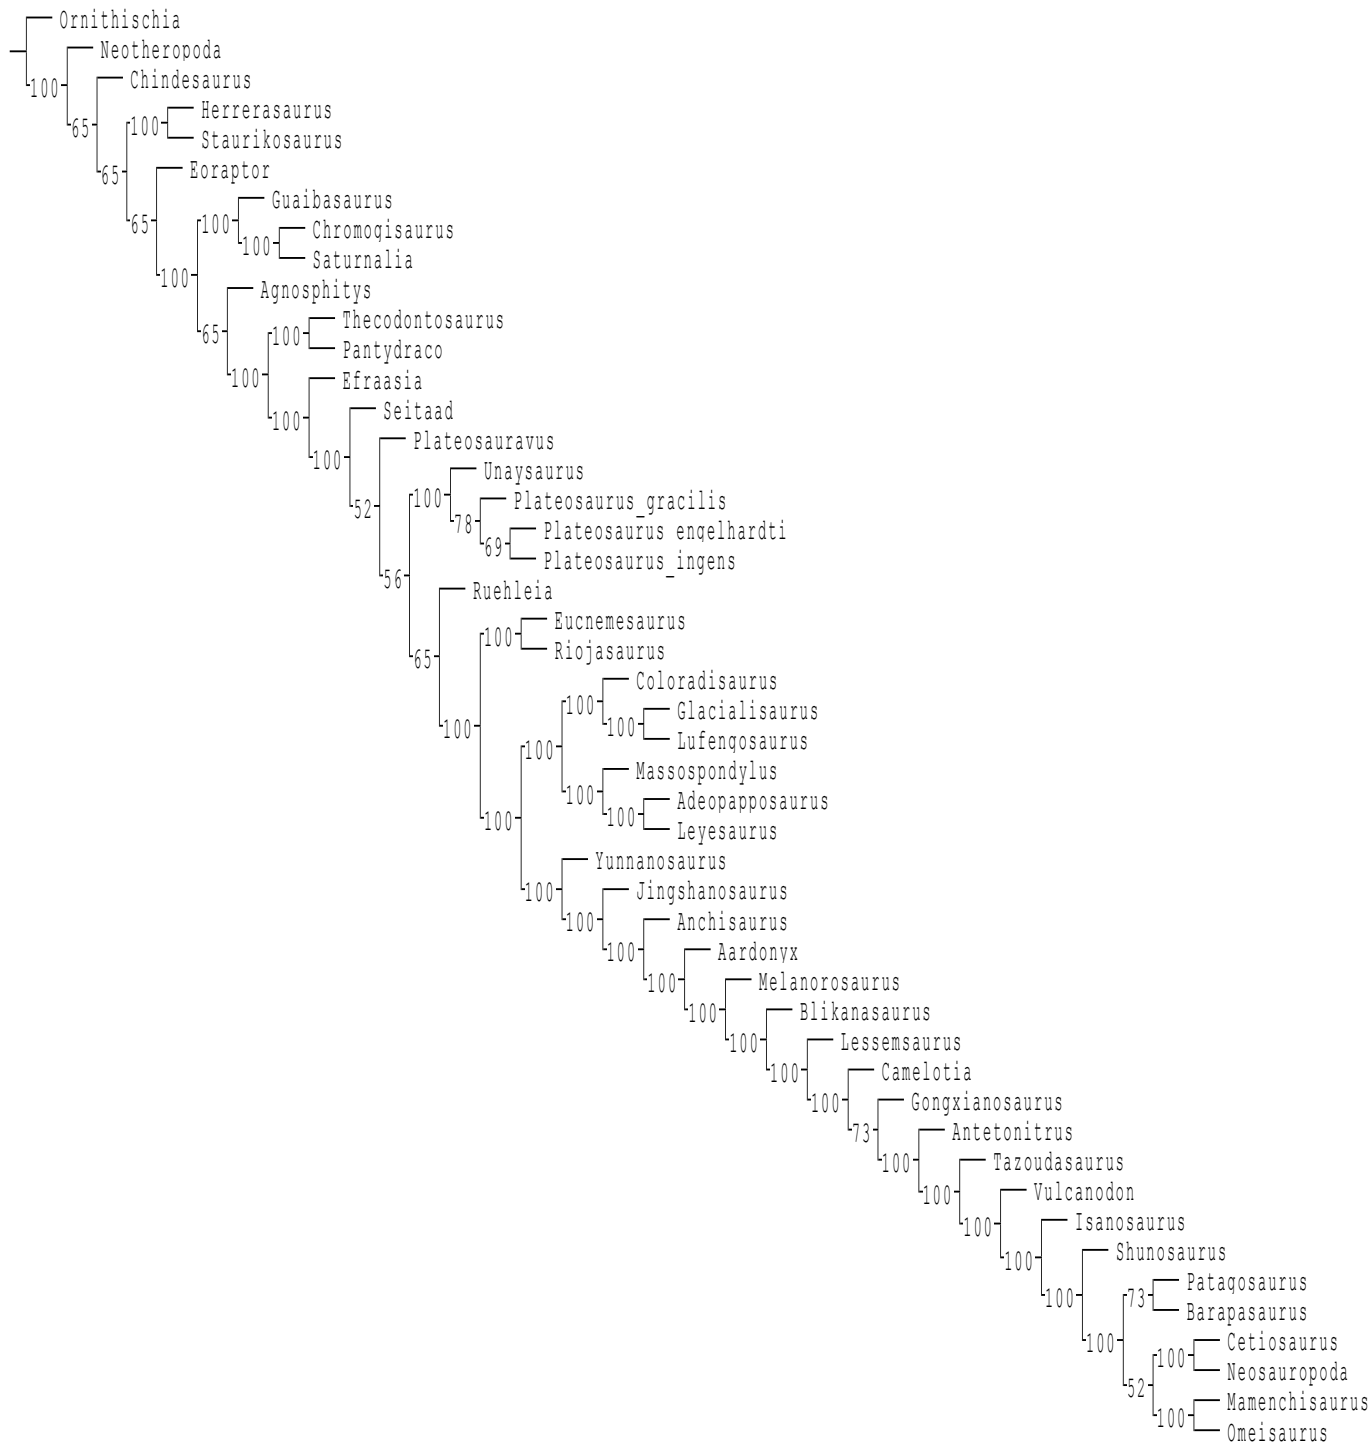 Ornithischia
Neotheropoda
100
Chindesaurus
Herrerasaurus
65
100
Staurikosaurus
Eoraptor
65
Guaibasaurus
65
100
Chromogisaurus
100
Saturnalia
100
Agnosphitys
Thecodontosaurus
65
100
Pantydraco
100
Efraasia
Seitaad
100
Plateosauravus
100
Unaysaurus
100
Plateosaurus_gracilis
52
78
Plateosaurus_engelhardti
69
Plateosaurus_ingens
56
Ruehleia
Eucnemesaurus
100
Riojasaurus
65
Coloradisaurus
100
Glacialisaurus
100
100
Lufengosaurus
100
Massospondylus
100
Adeopapposaurus
100
100
Leyesaurus
Yunnanosaurus
100
Jingshanosaurus
100
Anchisaurus
100
Aardonyx
100
Melanorosaurus
100
Blikanasaurus
100
Lessemsaurus
100
Camelotia
100
Gongxianosaurus
73
Antetonitrus
100
Tazoudasaurus
100
Vulcanodon
100
Isanosaurus
100
Shunosaurus
100
73
Patagosaurus
Barapasaurus
100
Cetiosaurus
100
Neosauropoda
52
Mamenchisaurus
100
Omeisaurus